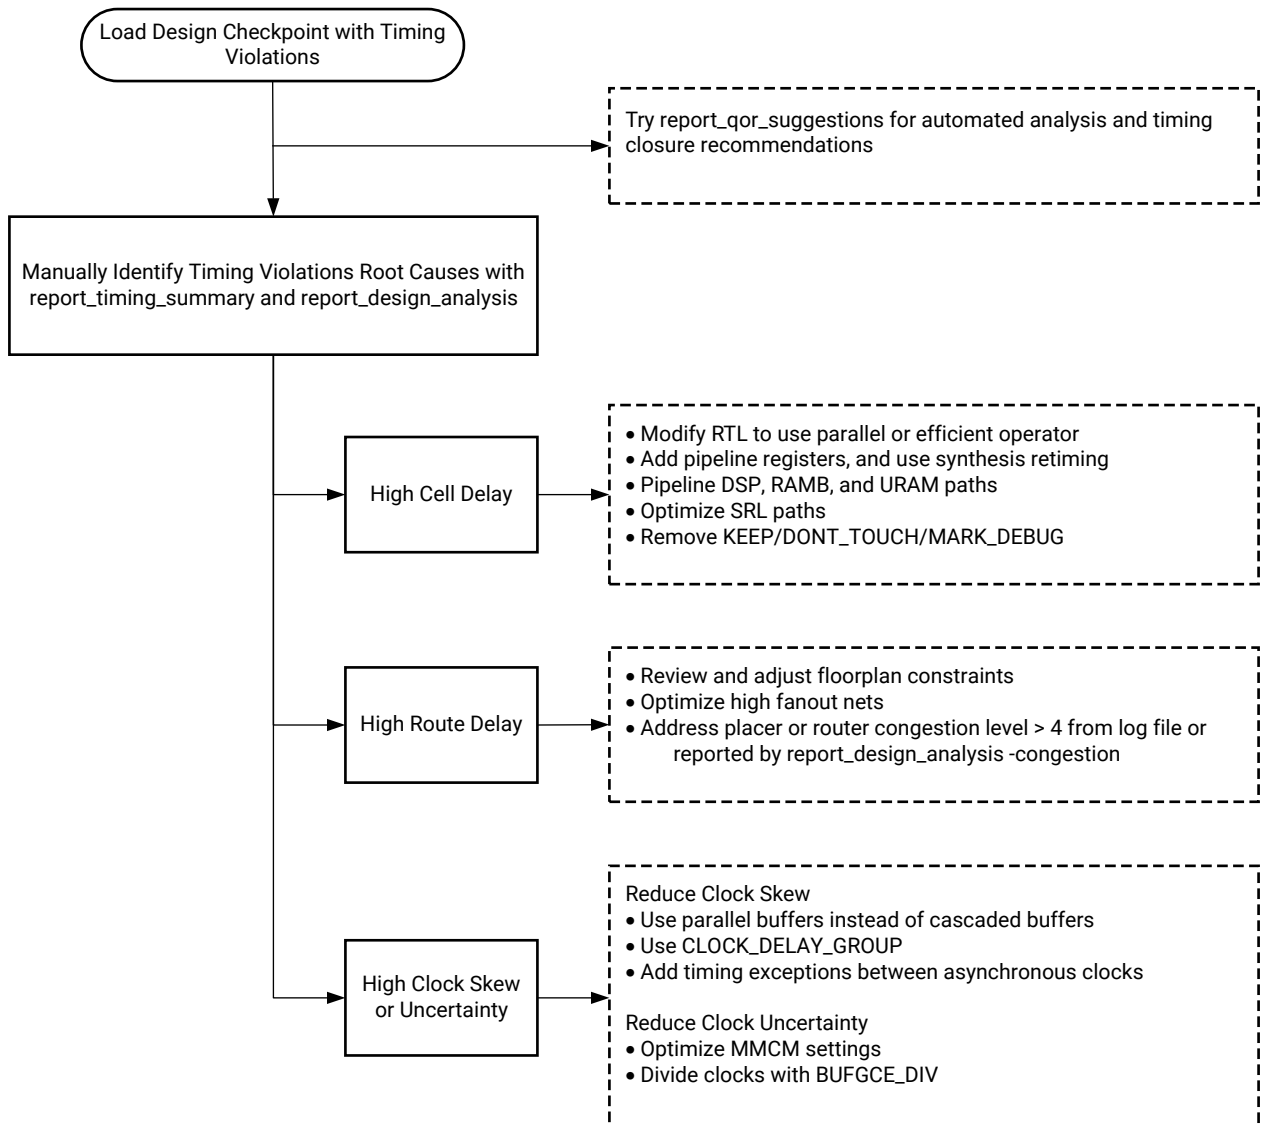 Load Design Checkpoint with Timing
Violations
Try report_qor_suggestions for automated analysis and timing
closure recommendations
Manually Identify Timing Violations Root Causes with
report_timing_summary and report_design_analysis
High Cell Delay
• Modify RTL to use parallel or efficient operator
• Add pipeline registers, and use synthesis retiming
• Pipeline DSP, RAMB, and URAM paths
• Optimize SRL paths
• Remove KEEP/DONT_TOUCH/MARK_DEBUG
High Route Delay
• Review and adjust floorplan constraints
• Optimize high fanout nets
• Address placer or router congestion level > 4 from log file or
reported by report_design_analysis -congestion
High Clock Skew
or Uncertainty
Reduce Clock Skew
• Use parallel buffers instead of cascaded buffers
• Use CLOCK_DELAY_GROUP
• Add timing exceptions between asynchronous clocks
Reduce Clock Uncertainty
• Optimize MMCM settings
• Divide clocks with BUFGCE_DIV